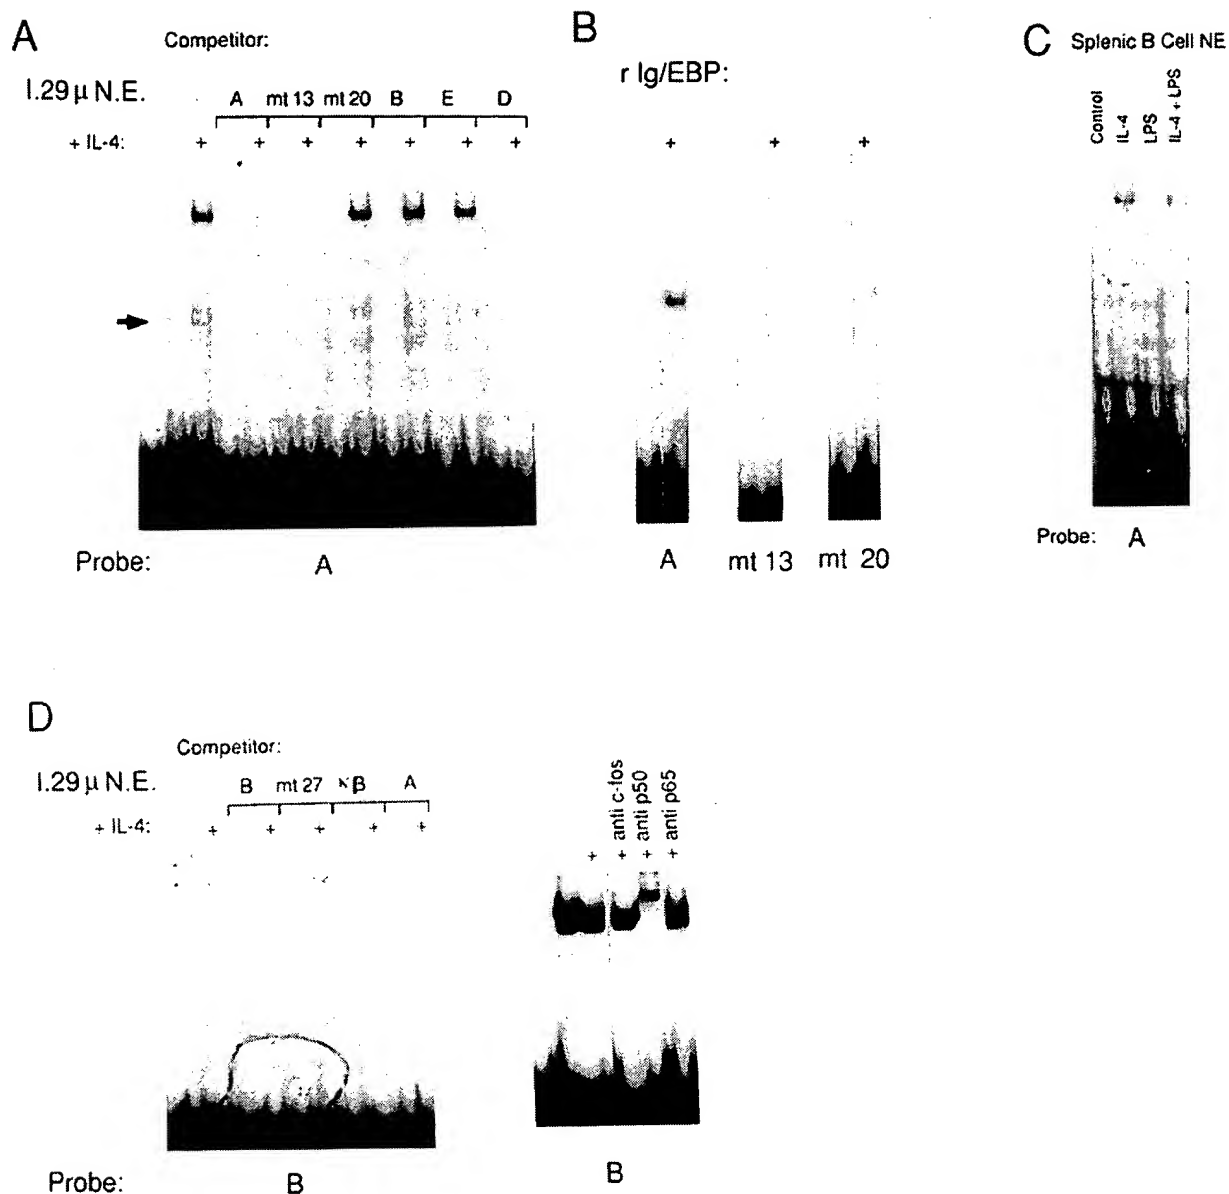 A
Competitor:
I.29 μ N.E.
A mt 13 mt 20 B E D
+ IL-4: + + + + + + +
Probe: A
B
r Ig/EBP:
+ + +
A mt 13 mt 20
C Splenic B Cell NE
Control IL-4 LPS IL-4 + LPS
Probe: A
D
Competitor:
I.29 μ N.E.
B mt 27 κβ A
+ IL-4: + + + + +
Probe: B
anti c-fos anti p50 anti p65
+ + + +
B